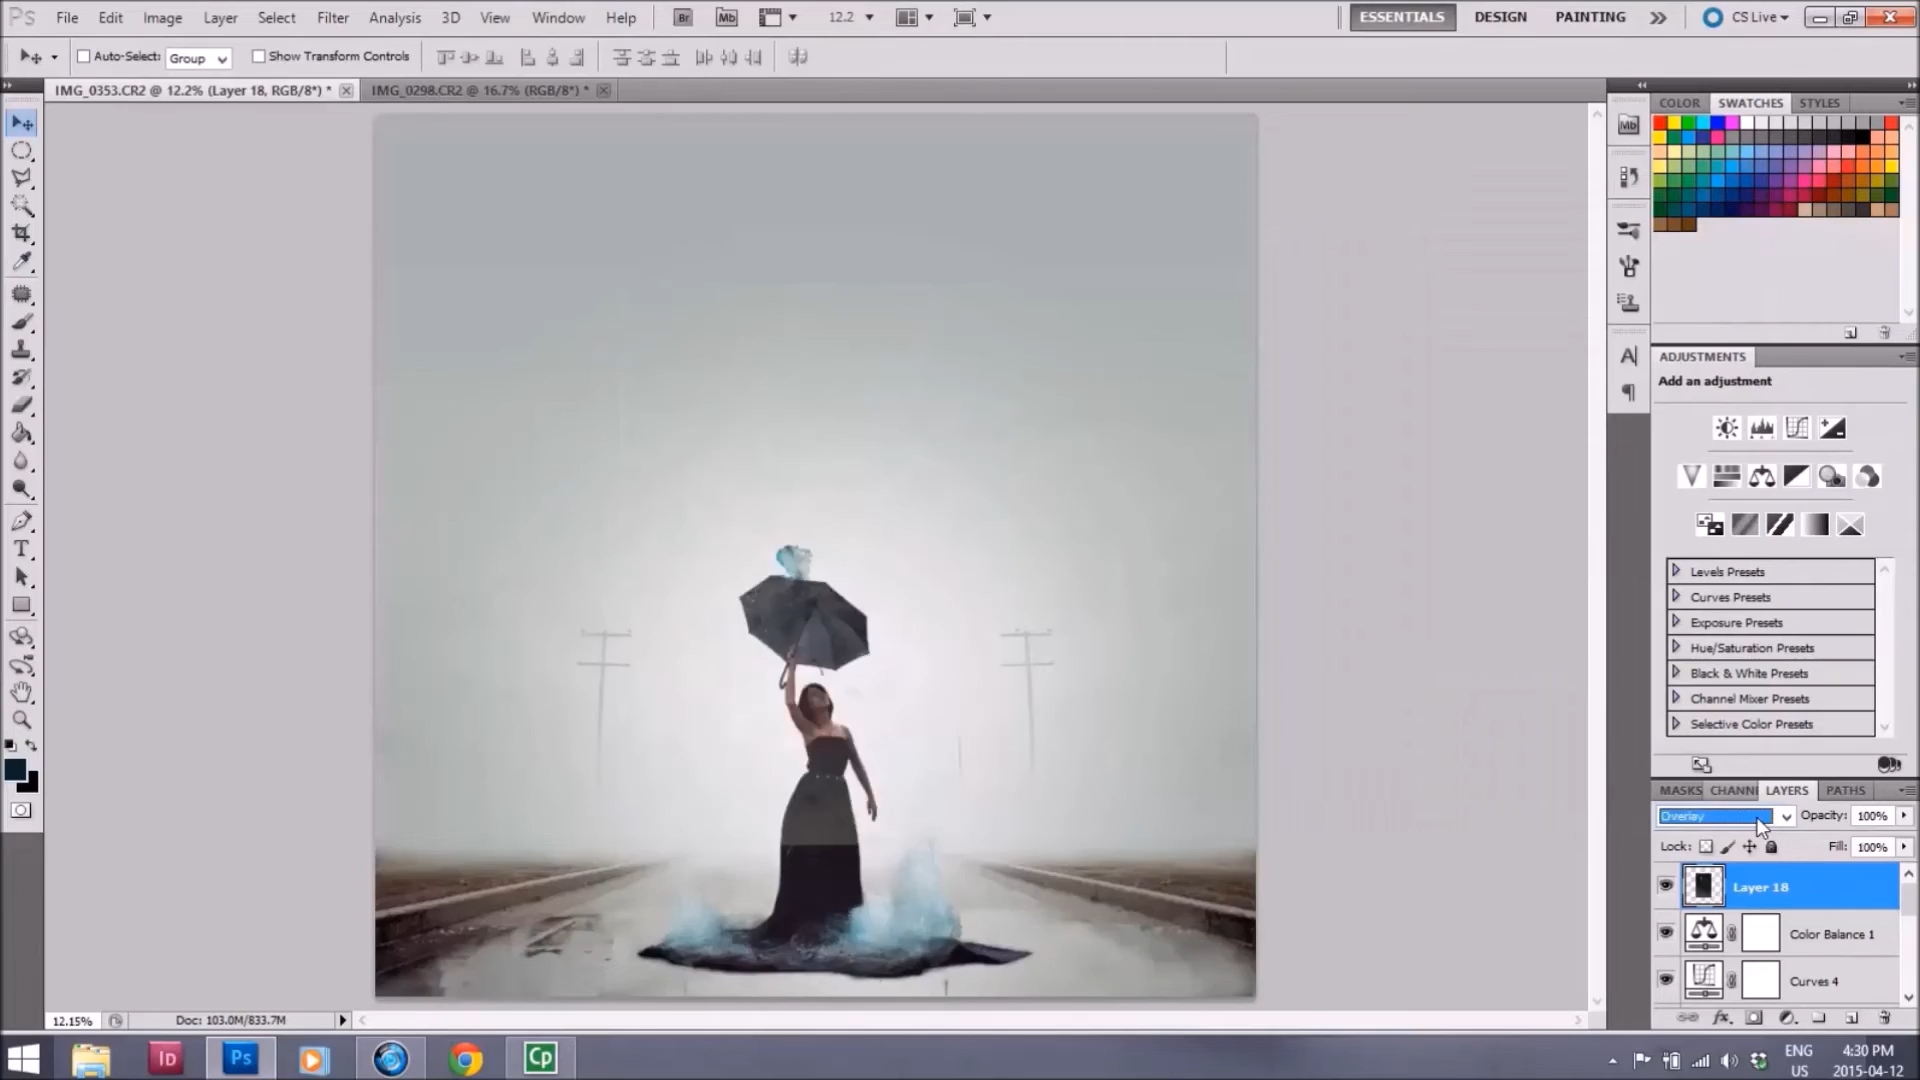 Ps File Edit Image Layer Select Filter Analysis 3D View Window Help Br Mb 12.2 ESSENTIALS DESIGN PAINTING CS Live
Auto-Select: Group Show Transform Controls
IMG_0353.CR2 @ 12.2% (Layer 18, RGB/8*) * IMG_0298.CR2 @ 16.7% (RGB/8*) *
COLOR SWATCHES STYLES
Mb
ADJUSTMENTS
Add an adjustment
Levels Presets
Curves Presets
Exposure Presets
Hue/Saturation Presets
Black & White Presets
Channel Mixer Presets
Selective Color Presets
MASKS CHANN LAYERS PATHS
Overlay Opacity: 100%
Lock: Fill: 100%
Layer 18
Color Balance 1
Curves 4
12.15% Doc: 103.0M/833.7M
Id Ps Cp
ENG
US
4:30 PM
2015-04-12